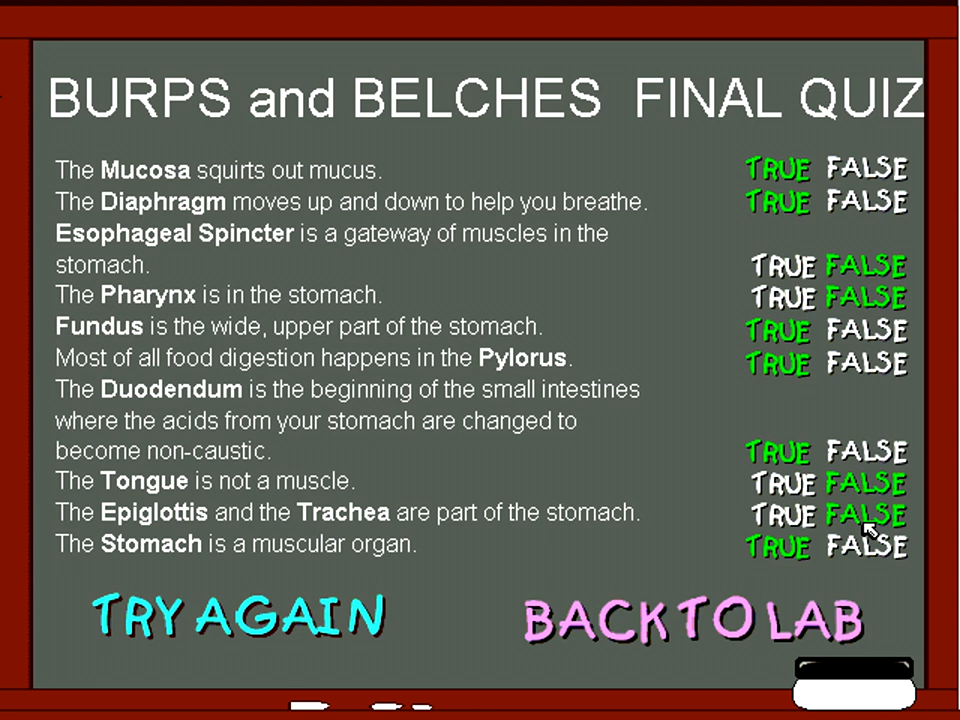 BURPS and BELCHES FINAL QUIZ
The Mucosa squirts out mucus. TRUE FALSE
The Diaphragm moves up and down to help you breathe. TRUE FALSE
Esophageal Spincter is a gateway of muscles in the
stomach. TRUE FALSE
The Pharynx is in the stomach. TRUE FALSE
Fundus is the wide, upper part of the stomach. TRUE FALSE
Most of all food digestion happens in the Pylorus. TRUE FALSE
The Duodendum is the beginning of the small intestines
where the acids from your stomach are changed to
become non-caustic. TRUE FALSE
The Tongue is not a muscle. TRUE FALSE
The Epiglottis and the Trachea are part of the stomach. TRUE FALSE
The Stomach is a muscular organ. TRUE FALSE
TRY AGAIN BACK TO LAB